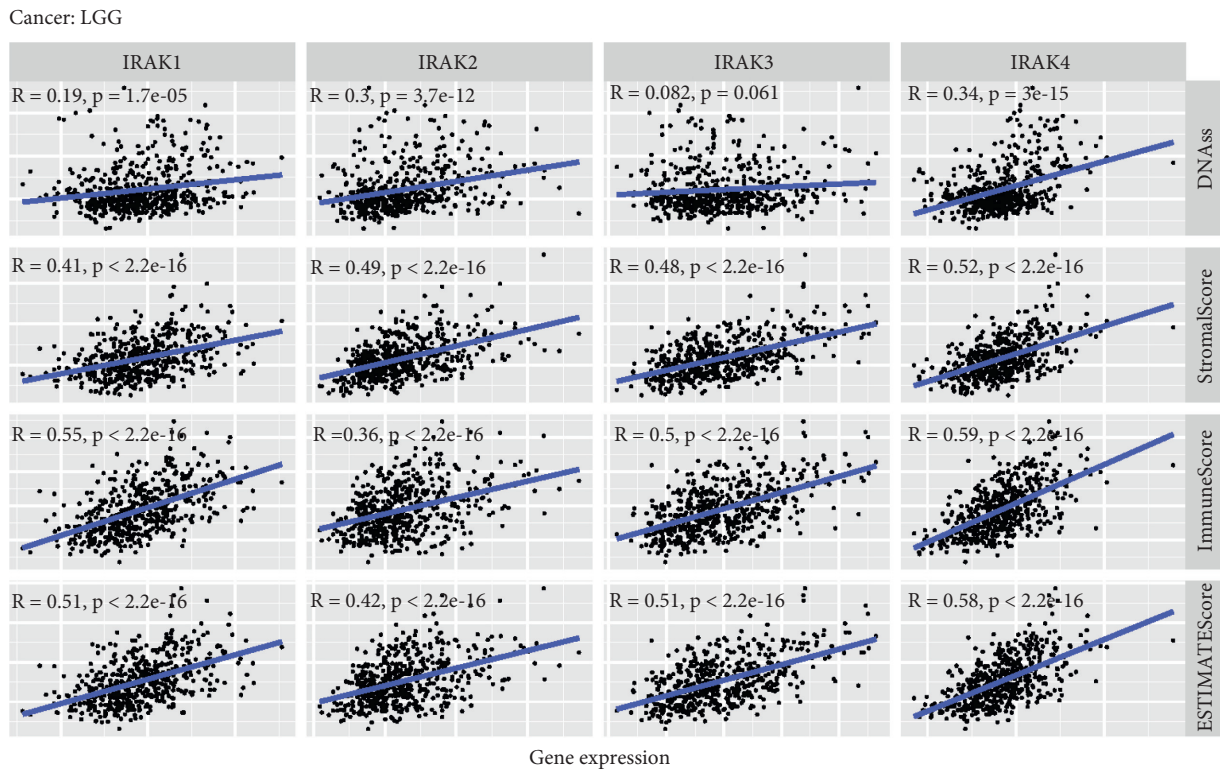 Cancer: LGG
IRAK1 IRAK2 IRAK3 IRAK4
R = 0.19, p = 1.7e-05 R = 0.3, p = 3.7e-12 R = 0.082, p = 0.061 R = 0.34, p = 3e-15
DNAss
R = 0.41, p < 2.2e-16 R = 0.49, p < 2.2e-16 R = 0.48, p < 2.2e-16 R = 0.52, p < 2.2e-16
StromalScore
R = 0.55, p < 2.2e-16 R =0.36, p < 2.2e-16 R = 0.5, p < 2.2e-16 R = 0.59, p < 2.2e-16
ImmuneScore
R = 0.51, p < 2.2e-16 R = 0.42, p < 2.2e-16 R = 0.51, p < 2.2e-16 R = 0.58, p < 2.2e-16
ESTIMATEScore
Gene expression